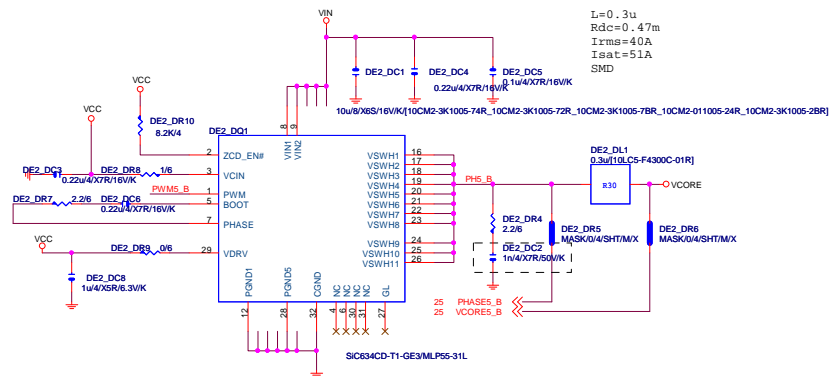 VIN
L=0.3u
Rdc=0.47m
Irms=40A
Isat=51A
SMD
VCC
VCC
DE2_DC1
DE2_DC4
0.22u/4/X7R/16V/K
DE2_DC5
0.1u/4/X7R/16V/K
10u/8/X6S/16V/K/[10CM2-3K1005-74R_10CM2-3K1005-72R_10CM2-3K1005-7BR_10CM2-011005-24R_10CM2-3K1005-2BR]
DE2_DR10
8.2K/4
DE2_DQ1
8
9
VIN1
VIN2
2
ZCD_EN#
3
VCIN
1
PWM
5
BOOT
7
PHASE
29
VDRV
DE2_DC3
0.22u/4/X7R/16V/K
DE2_DR8
1/6
PWM5_B
DE2_DR7
2.2/6
DE2_DC6
0.22u/4/X7R/16V/K
VCC
DE2_DR9
0/6
DE2_DC8
1u/4/X5R/6.3V/K
VSWH1
16
VSWH2
17
VSWH3
18
VSWH4
19
VSWH5
20
VSWH6
21
VSWH7
22
VSWH8
23
VSWH9
24
VSWH10
25
VSWH11
26
PH5_B
DE2_DL1
0.3u/[10LC5-F4300C-01R]
R30
VCORE
DE2_DR4
2.2/6
DE2_DC2
1n/4/X7R/50V/K
DE2_DR5
MASK/0/4/SHT/M/X
DE2_DR6
MASK/0/4/SHT/M/X
25 PHASE5_B
25 VCORE5_B
PGND1
PGND5
CGND
NC
NC
NC
NC
GL
12
28
32
4
6
30
31
27
SiC634CD-T1-GE3/MLP55-31L